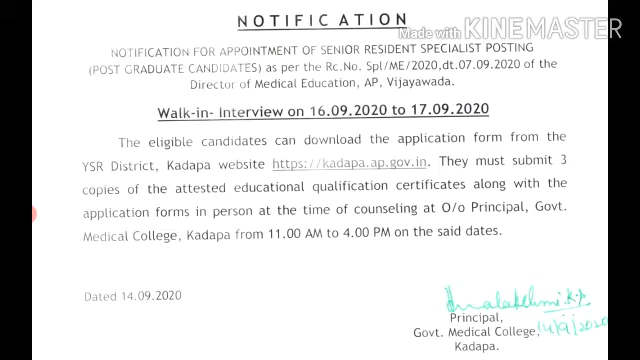 NOTIFICATION
Made with KINEMASTER
NOTIFICATION FOR APPOINTMENT OF SENIOR RESIDENT SPECIALIST POSTING
(POST GRADUATE CANDIDATES) as per the Rc.No. Spl/ME/2020,dt.07.09.2020 of the
Director of Medical Education, AP, Vijayawada.
Walk-in- Interview on 16.09.2020 to 17.09.2020
The eligible candidates can download the application form from the
YSR District, Kadapa website https://kadapa.ap.gov.in. They must submit 3
copies of the attested educational qualification certificates along with the
application forms in person at the time of counseling at O/o Principal, Govt.
Medical College, Kadapa from 11.00 AM to 4.00 PM on the said dates.
Dated 14.09.2020
Principal,
Govt. Medical College, 14/9/2020
Kadapa.